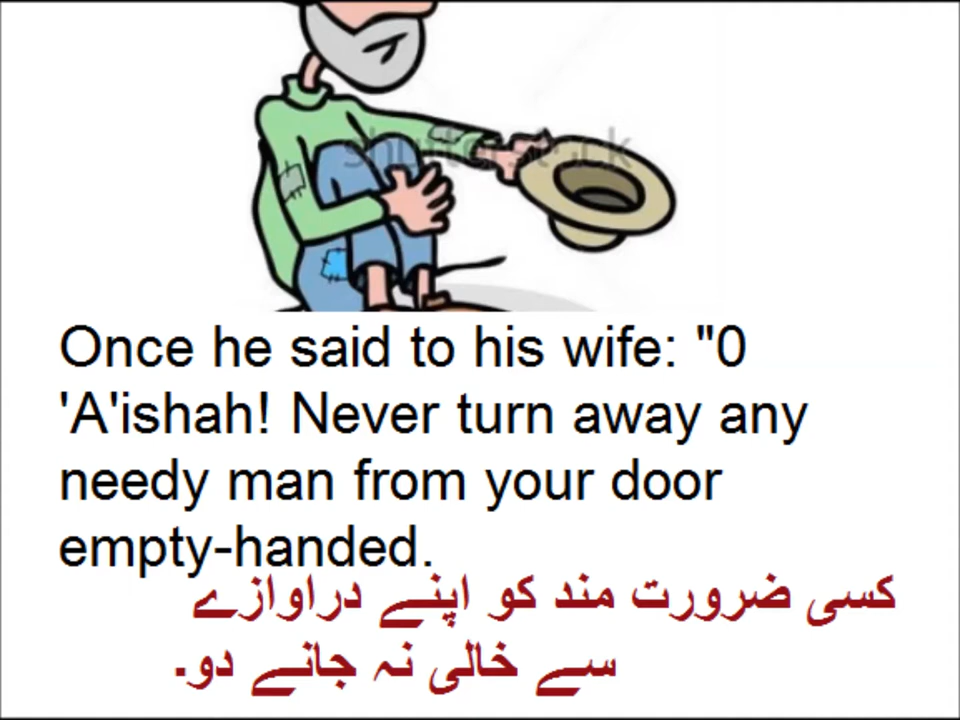 shutterstock
Once he said to his wife: "0
'A'ishah! Never turn away any
needy man from your door
empty-handed.
کسی ضرورت مند کو اپنے دراوازے
سے خالی نہ جانے دو۔